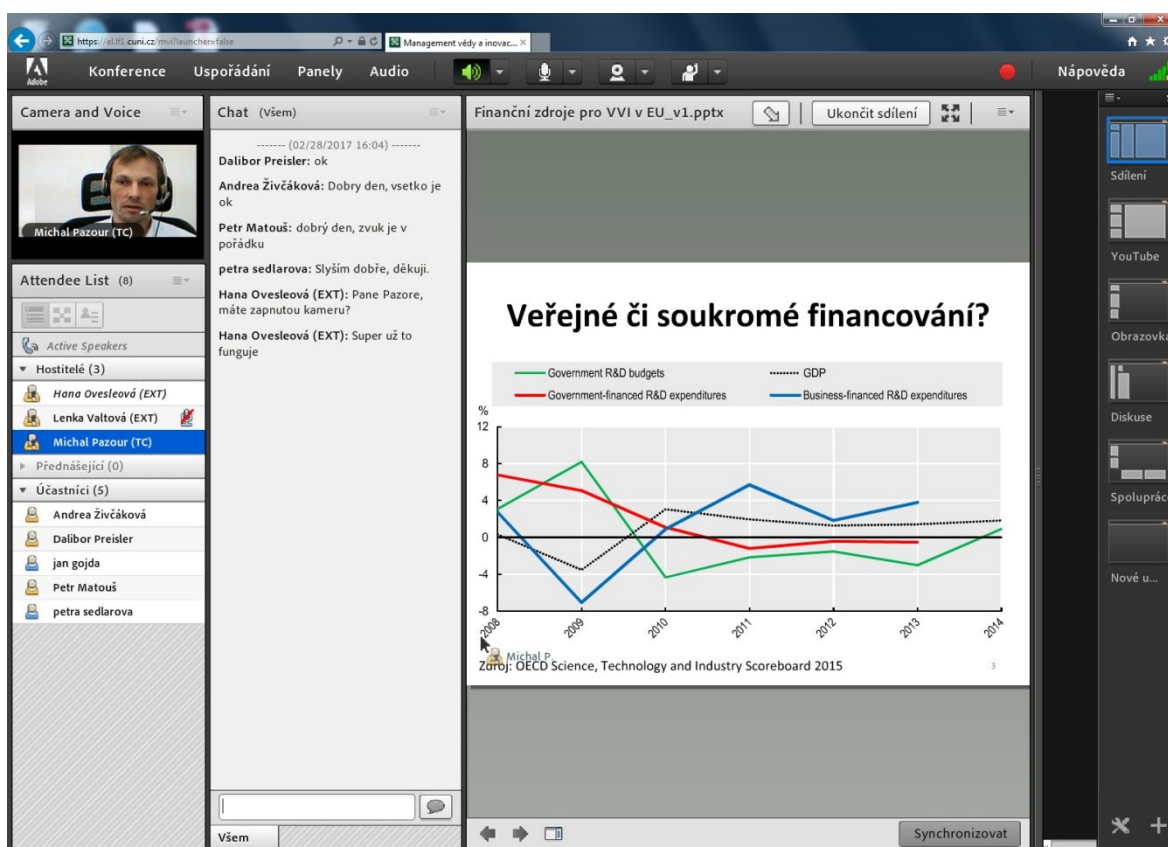 https://el.lf1.cuni.cz/mvi?launcher=false
Management vědy a inovac...
Adobe
Konference
Uspořádání
Panely
Audio
Nápověda
Camera and Voice
Michal Pazour (TC)
Attendee List (8)
Active Speakers
Hostitelé (3)
Hana Ovesleová (EXT)
Lenka Valtová (EXT)
Michal Pazour (TC)
Přednášející (0)
Účastníci (5)
Andrea Živčáková
Dalibor Preisler
jan gojda
Petr Matouš
petra sedlarova
Chat (Všem)
------- (02/28/2017 16:04) -------
Dalibor Preisler: ok
Andrea Živčáková: Dobry den, vsetko je
ok
Petr Matouš: dobrý den, zvuk je v
pořádku
petra sedlarova: Slyším dobře, děkuji.
Hana Ovesleová (EXT): Pane Pazore,
máte zapnutou kameru?
Hana Ovesleová (EXT): Super už to
funguje
Všem
Finanční zdroje pro VVI v EU_v1.pptx
Ukončit sdílení
Veřejné či soukromé financování?
Government R&D budgets
GDP
Government-financed R&D expenditures
Business-financed R&D expenditures
%
12
8
4
0
-4
-8
2008 2009 2010 2011 2012 2013 2014
Michal P.
Zdroj: OECD Science, Technology and Industry Scoreboard 2015
3
Synchronizovat
Sdílení
YouTube
Obrazovka
Diskuse
Spolupráce
Nové u...